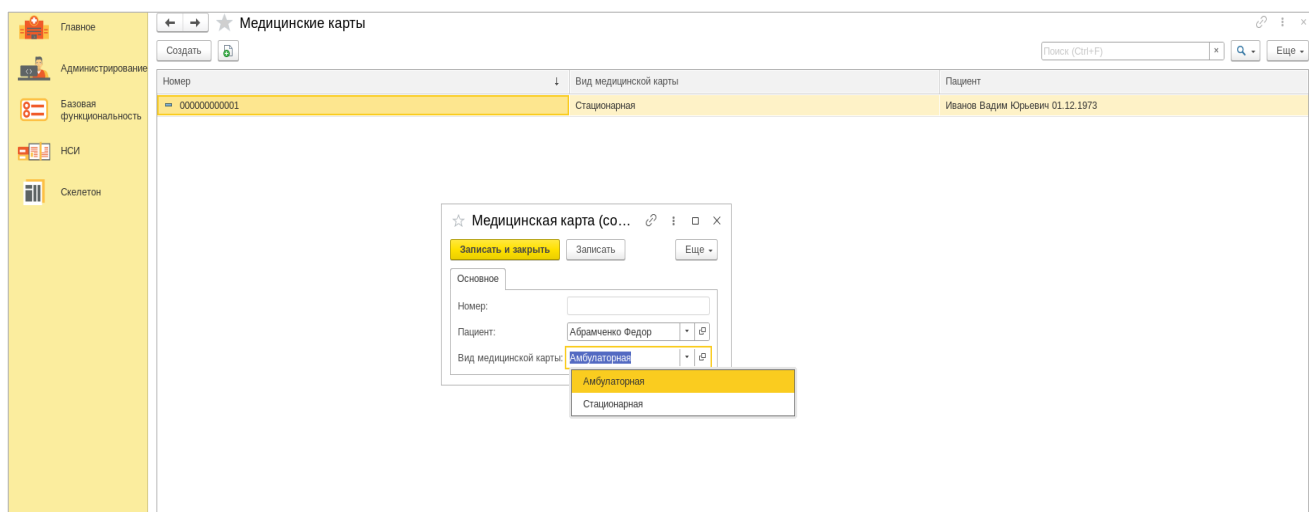 Главное
Администрирование
Базовая
функциональность
НСИ
Скелетон
Медицинские карты
Создать
Поиск (Ctrl+F)
Еще
Номер
Вид медицинской карты
Пациент
000000000001
Стационарная
Иванов Вадим Юрьевич 01.12.1973
Медицинская карта (со...
Записать и закрыть
Записать
Еще
Основное
Номер:
Пациент:
Абрамченко Федор
Вид медицинской карты:
Амбулаторная
Амбулаторная
Стационарная